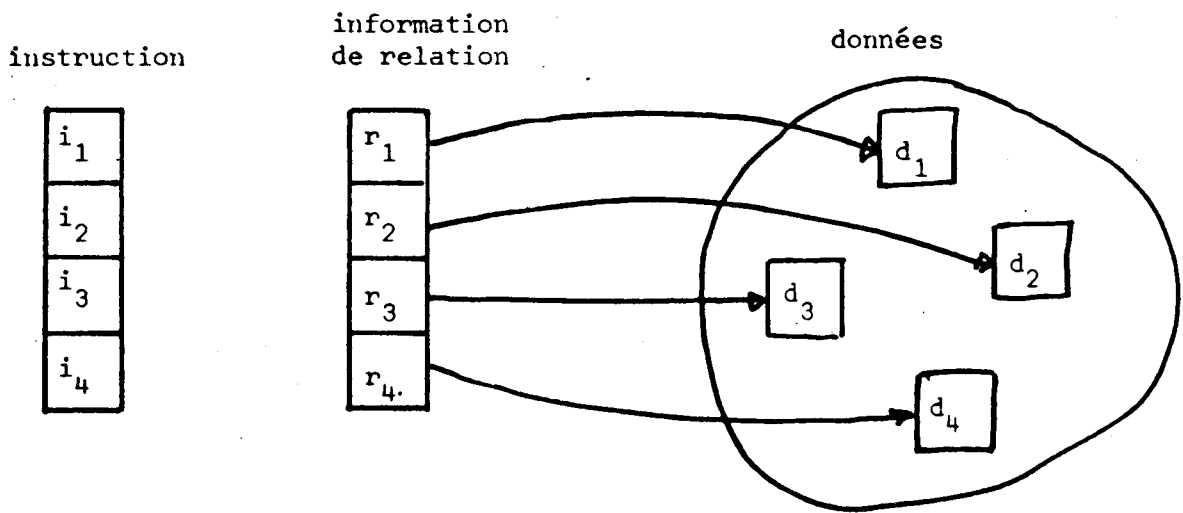 instruction
information
de relation
données
i₁
i₂
i₃
i₄
r₁
r₂
r₃
r₄.
d₁
d₂
d₃
d₄